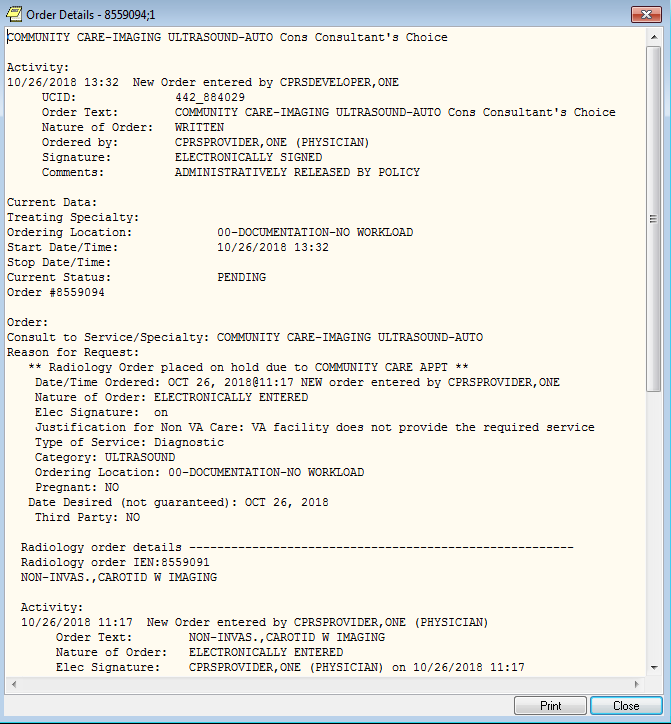 Order Details - 8559094;1
COMMUNITY CARE-IMAGING ULTRASOUND-AUTO Cons Consultant's Choice
Activity:
10/26/2018 13:32 New Order entered by CPRSDEVELOPER,ONE
UCID: 442_884029
Order Text: COMMUNITY CARE-IMAGING ULTRASOUND-AUTO Cons Consultant's Choice
Nature of Order: WRITTEN
Ordered by: CPRSPROVIDER,ONE (PHYSICIAN)
Signature: ELECTRONICALLY SIGNED
Comments: ADMINISTRATIVELY RELEASED BY POLICY
Current Data:
Treating Specialty:
Ordering Location: 00-DOCUMENTATION-NO WORKLOAD
Start Date/Time: 10/26/2018 13:32
Stop Date/Time:
Current Status: PENDING
Order #8559094
Order:
Consult to Service/Specialty: COMMUNITY CARE-IMAGING ULTRASOUND-AUTO
Reason for Request:
** Radiology Order placed on hold due to COMMUNITY CARE APPT **
Date/Time Ordered: OCT 26, 2018@11:17 NEW order entered by CPRSPROVIDER,ONE
Nature of Order: ELECTRONICALLY ENTERED
Elec Signature: on
Justification for Non VA Care: VA facility does not provide the required service
Type of Service: Diagnostic
Category: ULTRASOUND
Ordering Location: 00-DOCUMENTATION-NO WORKLOAD
Pregnant: NO
Date Desired (not guaranteed): OCT 26, 2018
Third Party: NO
Radiology order details -------------------------------------------------------
Radiology order IEN:8559091
NON-INVAS.,CAROTID W IMAGING
Activity:
10/26/2018 11:17 New Order entered by CPRSPROVIDER,ONE (PHYSICIAN)
Order Text: NON-INVAS.,CAROTID W IMAGING
Nature of Order: ELECTRONICALLY ENTERED
Elec Signature: CPRSPROVIDER,ONE (PHYSICIAN) on 10/26/2018 11:17
Print Close